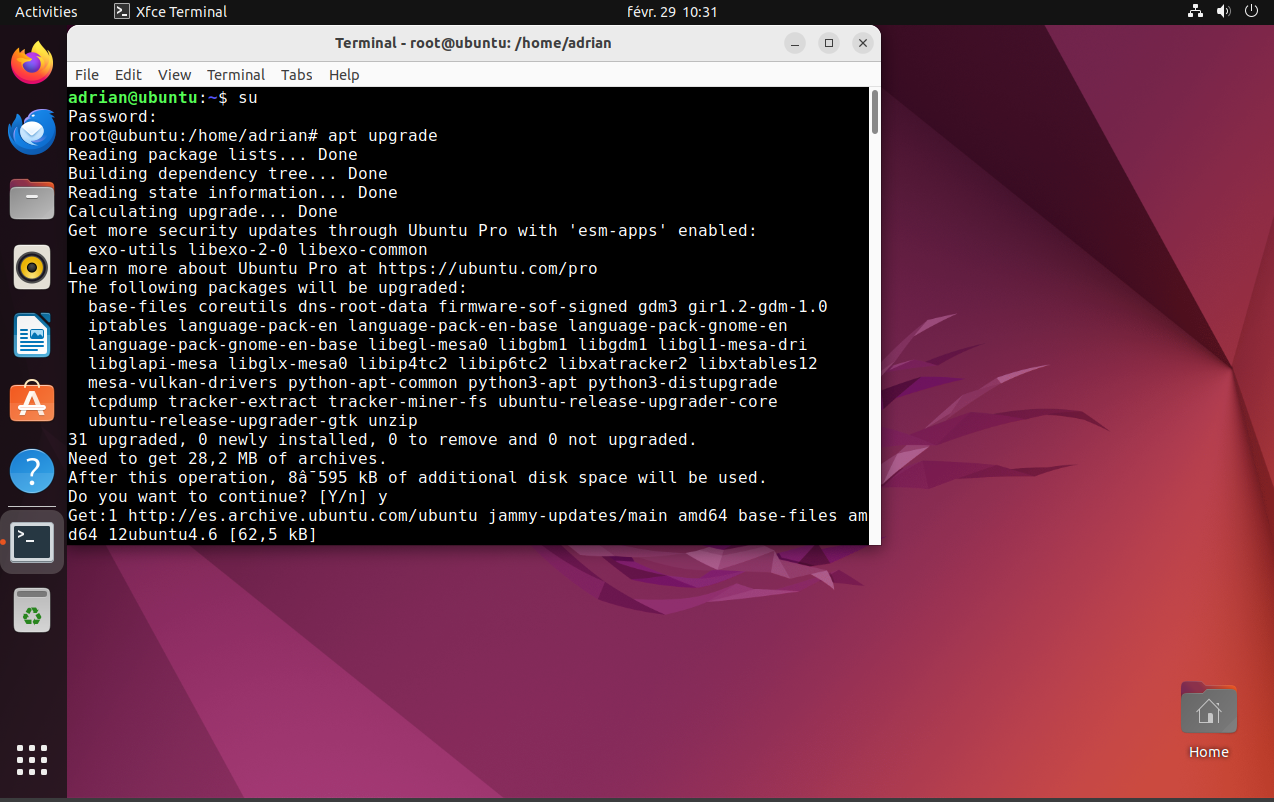 Activities
Xfce Terminal
févr. 29 10:31
Terminal - root@ubuntu: /home/adrian
File Edit View Terminal Tabs Help
adrian@ubuntu:~$ su
Password:
root@ubuntu:/home/adrian# apt upgrade
Reading package lists... Done
Building dependency tree... Done
Reading state information... Done
Calculating upgrade... Done
Get more security updates through Ubuntu Pro with 'esm-apps' enabled:
  exo-utils libexo-2-0 libexo-common
Learn more about Ubuntu Pro at https://ubuntu.com/pro
The following packages will be upgraded:
  base-files coreutils dns-root-data firmware-sof-signed gdm3 gir1.2-gdm-1.0
  iptables language-pack-en language-pack-en-base language-pack-gnome-en
  language-pack-gnome-en-base libegl-mesa0 libgbm1 libgdm1 libgl1-mesa-dri
  libglapi-mesa libglx-mesa0 libip4tc2 libip6tc2 libxatracker2 libxtables12
  mesa-vulkan-drivers python-apt-common python3-apt python3-distupgrade
  tcpdump tracker-extract tracker-miner-fs ubuntu-release-upgrader-core
  ubuntu-release-upgrader-gtk unzip
31 upgraded, 0 newly installed, 0 to remove and 0 not upgraded.
Need to get 28,2 MB of archives.
After this operation, 8â¯595 kB of additional disk space will be used.
Do you want to continue? [Y/n] y
Get:1 http://es.archive.ubuntu.com/ubuntu jammy-updates/main amd64 base-files am
d64 12ubuntu4.6 [62,5 kB]
Home